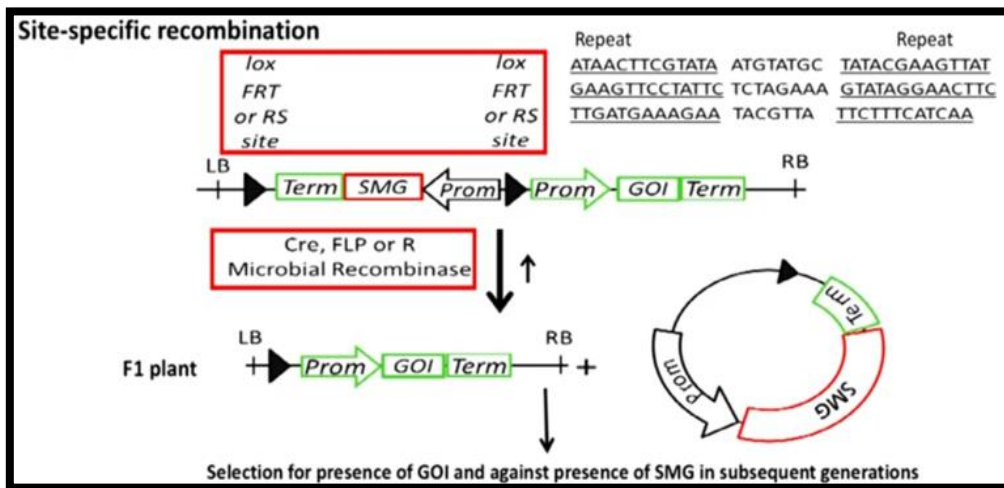 Site-specific recombination
Repeat Repeat
lox lox ATAACTTCGTATA ATGTATGC TATACGAAGTTAT
FRT FRT GAAGTTCCTATTC TCTAGAAA GTATAGGAACTTC
or RS or RS TTGATGAAAGAA TACGTTA TTCTTTCATCAA
site site
LB RB
Term SMG Prom Prom GOI Term
Cre, FLP or R
Microbial Recombinase
LB RB
F1 plant Prom GOI Term +
Term
Prom
SMG
Selection for presence of GOI and against presence of SMG in subsequent generations